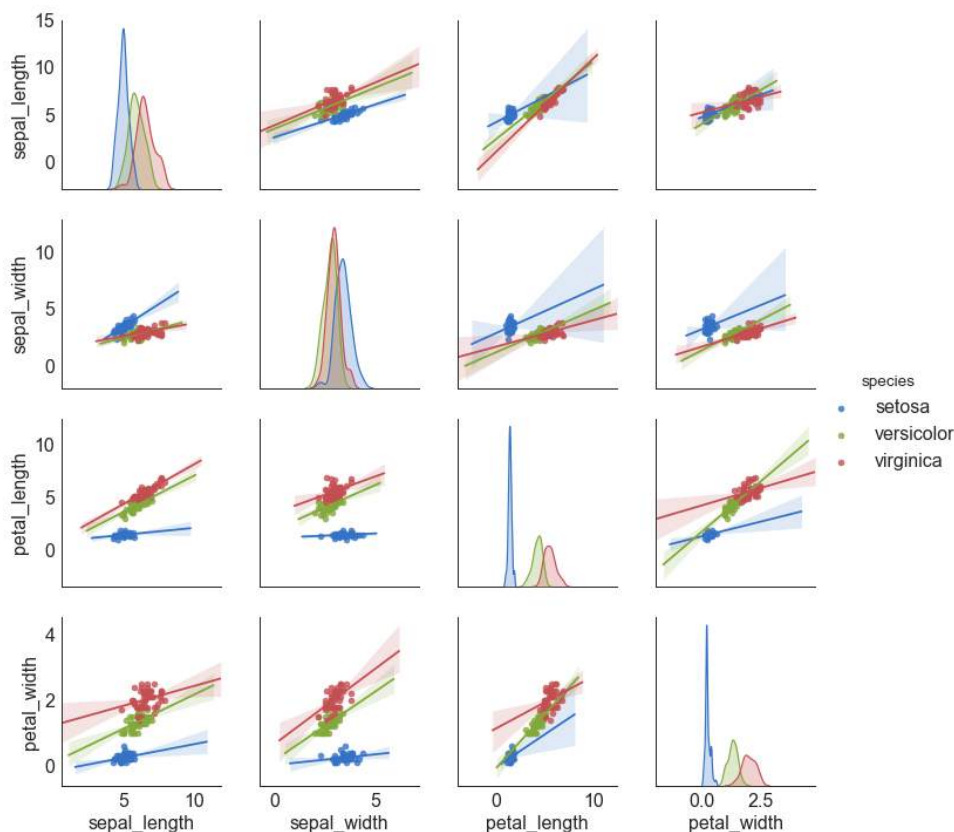 15
10
5
0
sepal_length
10
5
0
sepal_width
species
setosa
versicolor
virginica
10
5
0
petal_length
4
2
0
petal_width
5 10
0 5
0 10
0.0 2.5
sepal_length
sepal_width
petal_length
petal_width